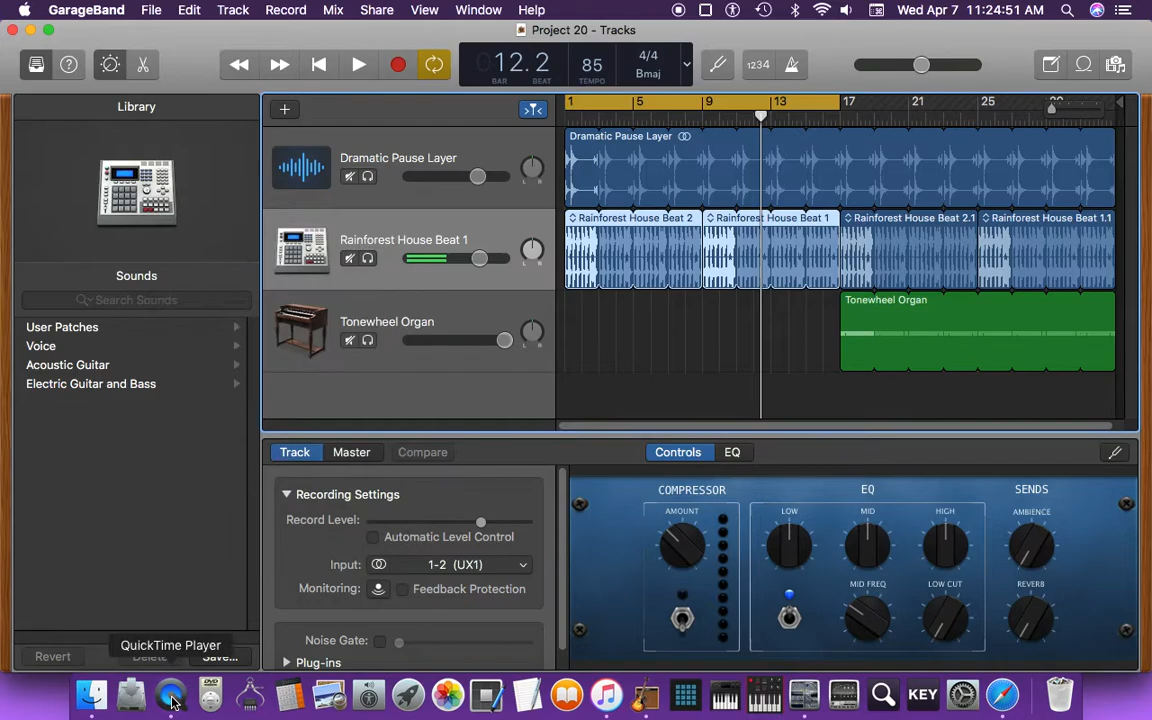 GarageBand File Edit Track Record Mix Share View Window Help Wed Apr 7 11:24:51 AM
Project 20 - Tracks
12.2 85 4/4 Bmaj
BAR BEAT TEMPO
1234
Library
1 5 9 13 17 21 25
Dramatic Pause Layer
Dramatic Pause Layer
Rainforest House Beat 1
Rainforest House Beat 2 Rainforest House Beat 1 Rainforest House Beat 2.1 Rainforest House Beat 1.1
L R
Sounds
Search Sounds
User Patches
Voice
Acoustic Guitar
Electric Guitar and Bass
Tonewheel Organ
Tonewheel Organ
L R
Track Master Compare Controls EQ
Recording Settings
Record Level:
Automatic Level Control
Input: 1-2 (UX1)
Monitoring: Feedback Protection
Noise Gate:
Plug-ins
COMPRESSOR EQ SENDS
AMOUNT LOW MID HIGH AMBIENCE
MID FREQ LOW CUT REVERB
QuickTime Player
Revert Delete Save...
KEY